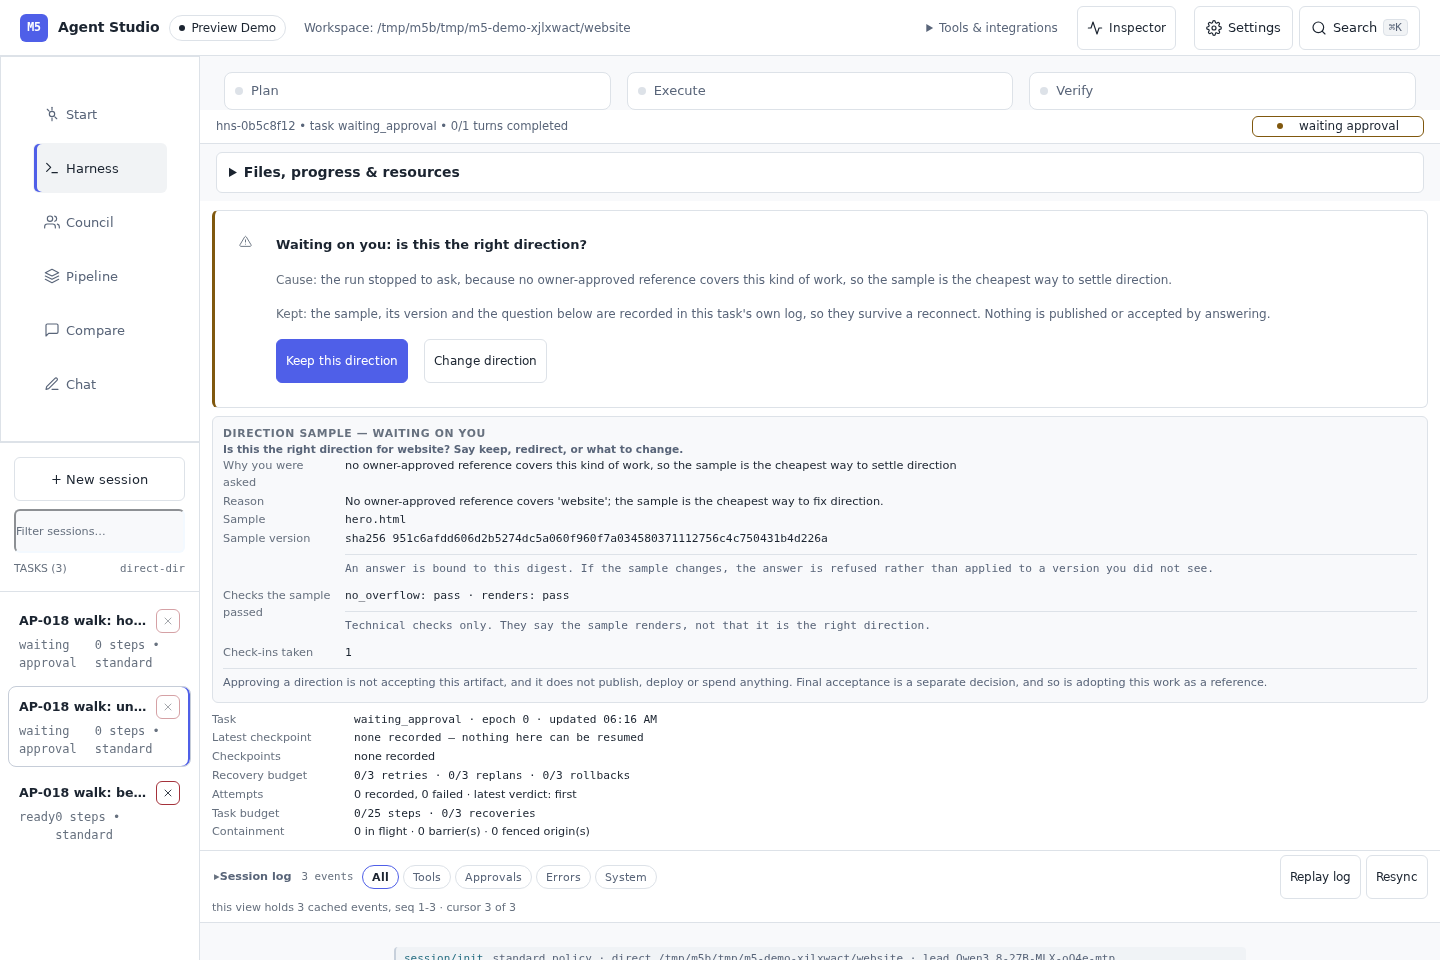 M5 Agent Studio Preview Demo Workspace: /tmp/m5b/tmp/m5-demo-xjlxwact/website Tools & integrations Inspector Settings Search ⌘K
Start
Harness
Council
Pipeline
Compare
Chat
+ New session
Filter sessions...
TASKS (3) direct-dir
AP-018 walk: ho... ×
waiting approval 0 steps • standard
AP-018 walk: un... ×
waiting approval 0 steps • standard
AP-018 walk: be... ×
ready 0 steps • standard
Plan Execute Verify
hns-0b5c8f12 • task waiting_approval • 0/1 turns completed waiting approval
Files, progress & resources
Waiting on you: is this the right direction?
Cause: the run stopped to ask, because no owner-approved reference covers this kind of work, so the sample is the cheapest way to settle direction.
Kept: the sample, its version and the question below are recorded in this task's own log, so they survive a reconnect. Nothing is published or accepted by answering.
Keep this direction Change direction
DIRECTION SAMPLE — WAITING ON YOU
Is this the right direction for website? Say keep, redirect, or what to change.
Why you were asked no owner-approved reference covers this kind of work, so the sample is the cheapest way to settle direction
Reason No owner-approved reference covers 'website'; the sample is the cheapest way to fix direction.
Sample hero.html
Sample version sha256 951c6afdd606d2b5274dc5a060f960f7a034580371112756c4c750431b4d226a
An answer is bound to this digest. If the sample changes, the answer is refused rather than applied to a version you did not see.
Checks the sample passed no_overflow: pass · renders: pass
Technical checks only. They say the sample renders, not that it is the right direction.
Check-ins taken 1
Approving a direction is not accepting this artifact, and it does not publish, deploy or spend anything. Final acceptance is a separate decision, and so is adopting this work as a reference.
Task waiting_approval · epoch 0 · updated 06:16 AM
Latest checkpoint none recorded — nothing here can be resumed
Checkpoints none recorded
Recovery budget 0/3 retries · 0/3 replans · 0/3 rollbacks
Attempts 0 recorded, 0 failed · latest verdict: first
Task budget 0/25 steps · 0/3 recoveries
Containment 0 in flight · 0 barrier(s) · 0 fenced origin(s)
Session log 3 events All Tools Approvals Errors System Replay log Resync
this view holds 3 cached events, seq 1-3 · cursor 3 of 3
session/init standard policy · direct /tmp/m5b/tmp/m5-demo-xjlxwact/website · lead Qwen3.8-27B-MLX-oQ4e-mtp